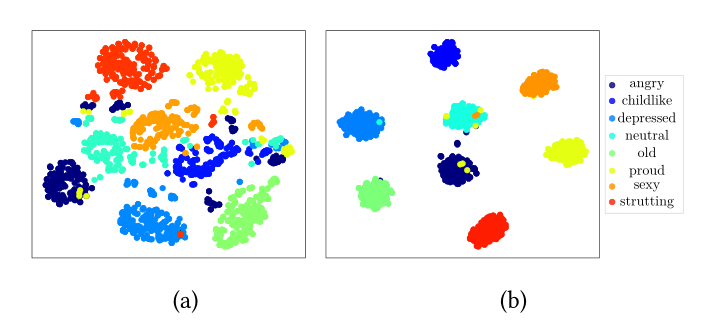 angry
childlike
depressed
neutral
old
proud
sexy
strutting
(a)
(b)